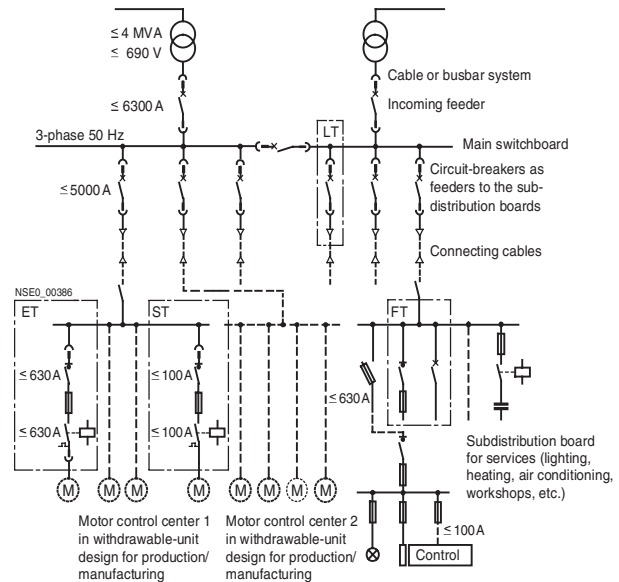 ≤ 4 MVA
≤ 690 V
Cable or busbar system
≤ 6300 A
Incoming feeder
3-phase 50 Hz
LT
Main switchboard
Circuit-breakers as
feeders to the sub-
distribution boards
≤ 5000 A
Connecting cables
NSE0_00386
ET
ST
FT
≤ 630 A
≤ 100 A
≤ 630 A
≤ 630 A
≤ 100 A
Subdistribution board
for services (lighting,
heating, air conditioning,
workshops, etc.)
M
M
M
M
M
M
M
M
Motor control center 1
in withdrawable-unit
design for production/
manufacturing
Motor control center 2
in withdrawable-unit
design for production/
manufacturing
≤ 100 A
Control